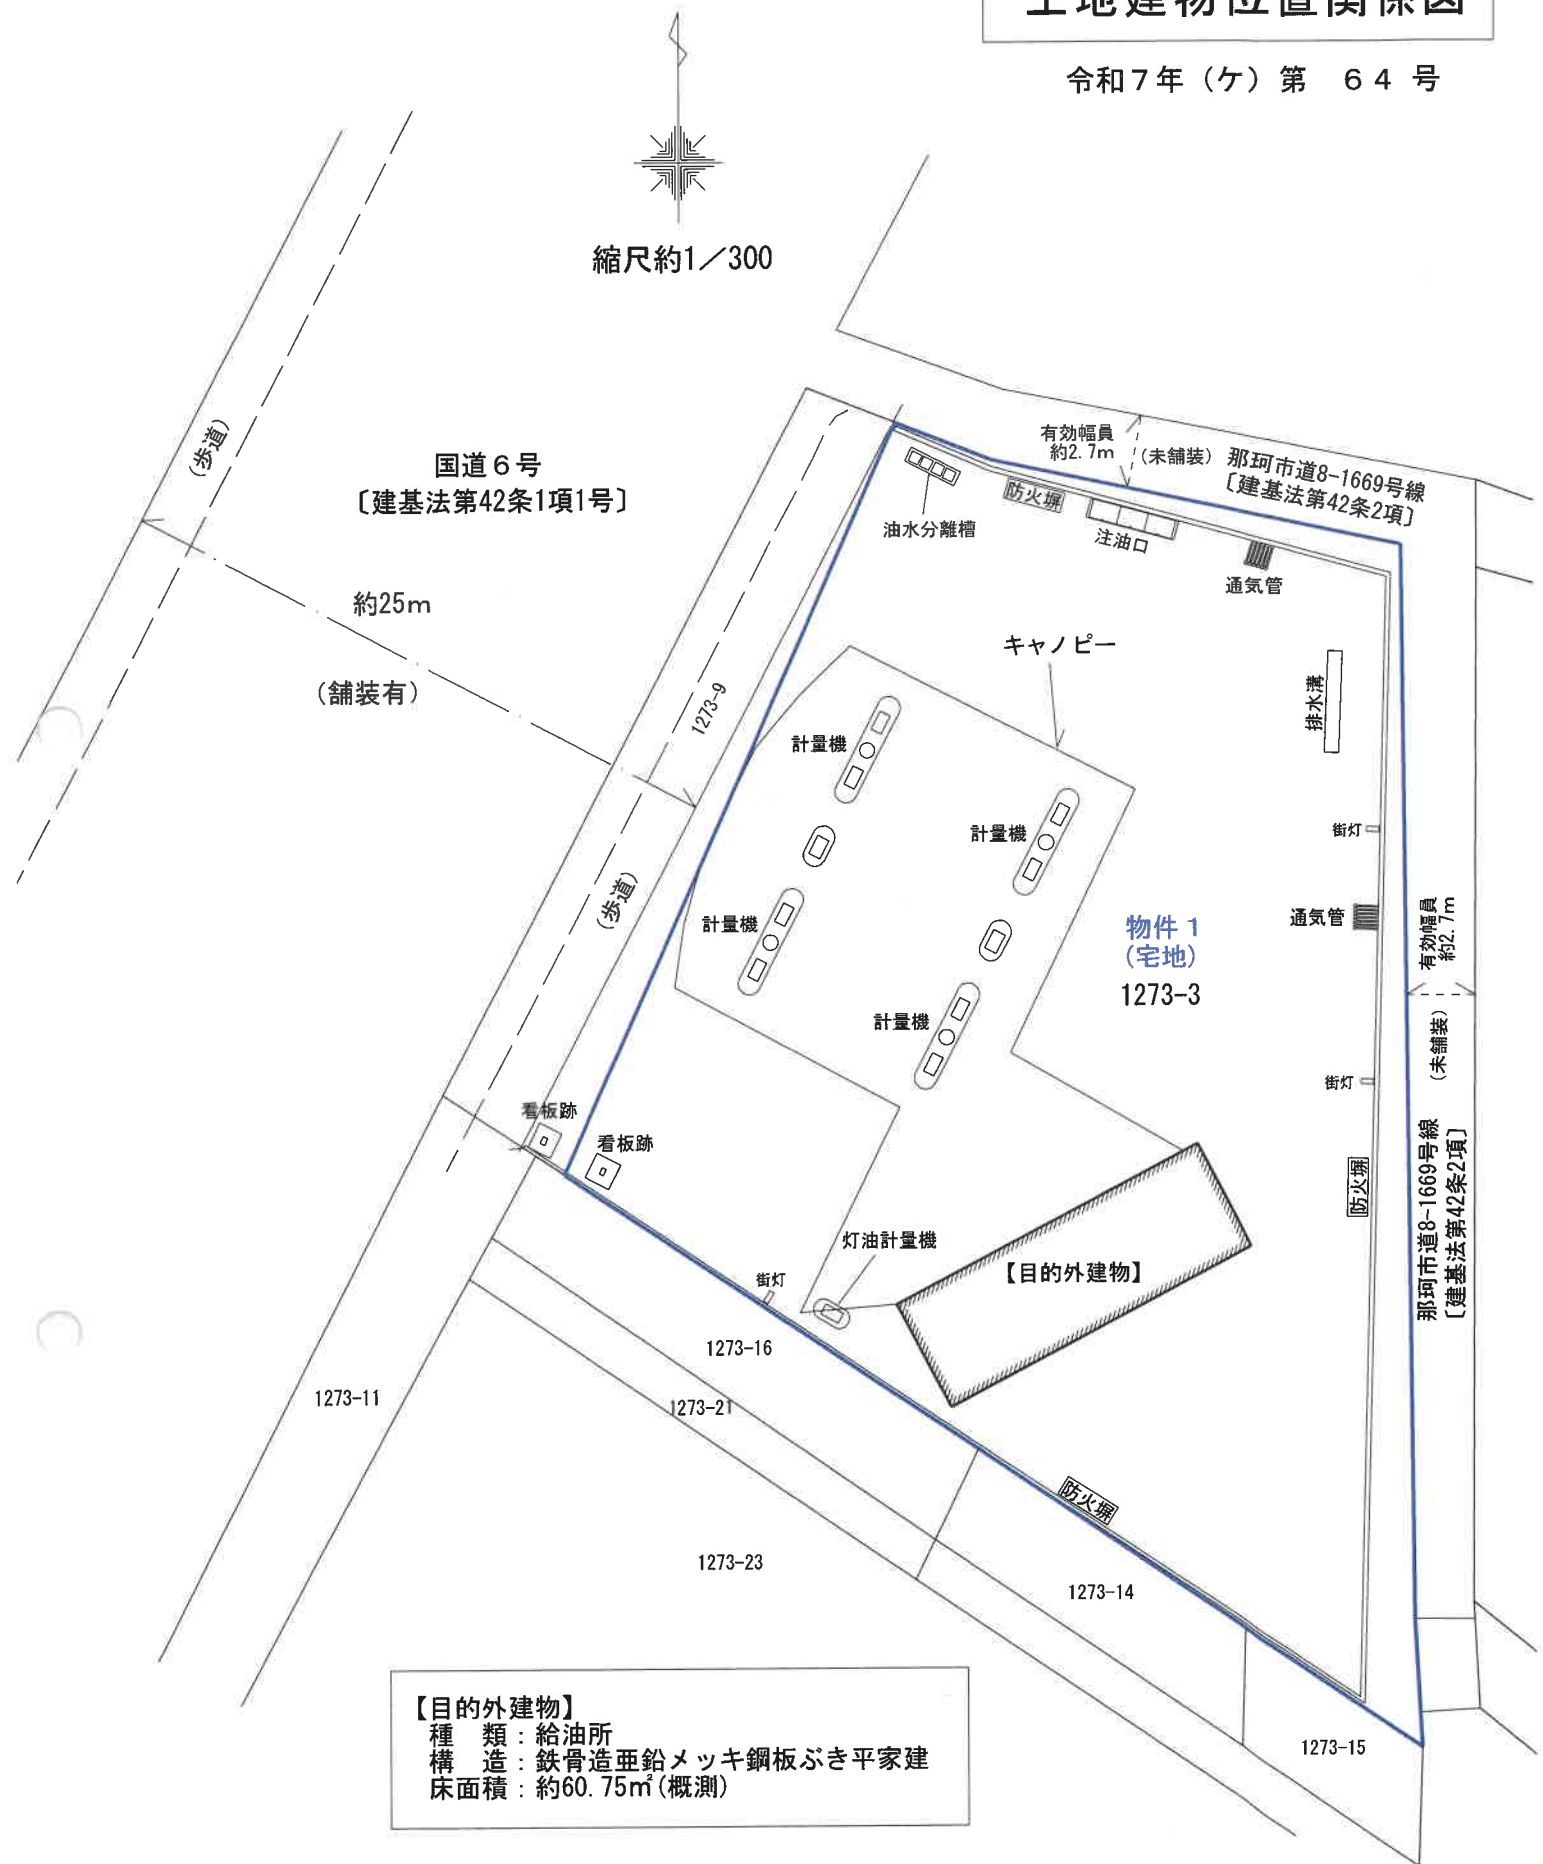 土地建物位置関係図
令和7年（ケ）第　64 号
縮尺約1／300
(歩道)
国道6号
〔建基法第42条1項1号〕
約25m
(舗装有)
有効幅員
約2.7m
(未舗装)
那珂市道8-1669号線
〔建基法第42条2項〕
防火塀
油水分離槽
注油口
通気管
キャノピー
排水溝
1273-9
計量機
計量機
街灯
(歩道)
計量機
通気管
有効幅員
約2.7m
物件1
(宅地)
1273-3
計量機
(未舗装)
街灯
看板跡
看板跡
防火塀
那珂市道8-1669号線
〔建基法第42条2項〕
灯油計量機
【目的外建物】
街灯
1273-16
1273-11
1273-21
防火塀
1273-23
1273-14
1273-15
【目的外建物】
種　類：給油所
構　造：鉄骨造亜鉛メッキ鋼板ぶき平家建
床面積：約60.75㎡(概測)